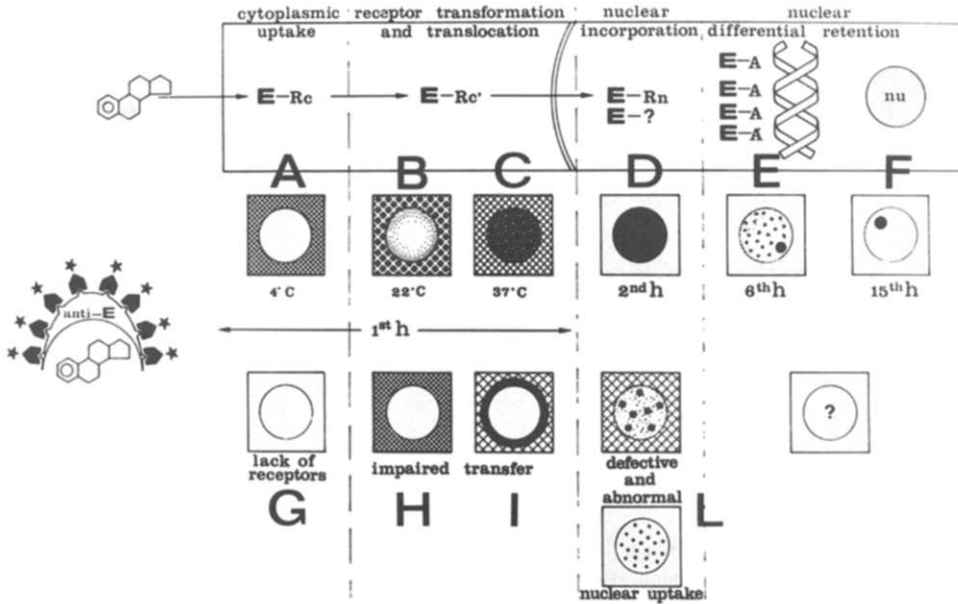 cytoplasmic receptor transformation nuclear nuclear
uptake and translocation incorporation differential retention
E-Rc E-Rc' E-Rn
E-?
E-A
E-A
E-A
E-A
nu
A B C D E F
4°C 22°C 37°C 2nd h 6th h 15th h
anti-E
1st h
?
lack of
receptors
impaired transfer
defective
and
abnormal
G H I L
nuclear uptake